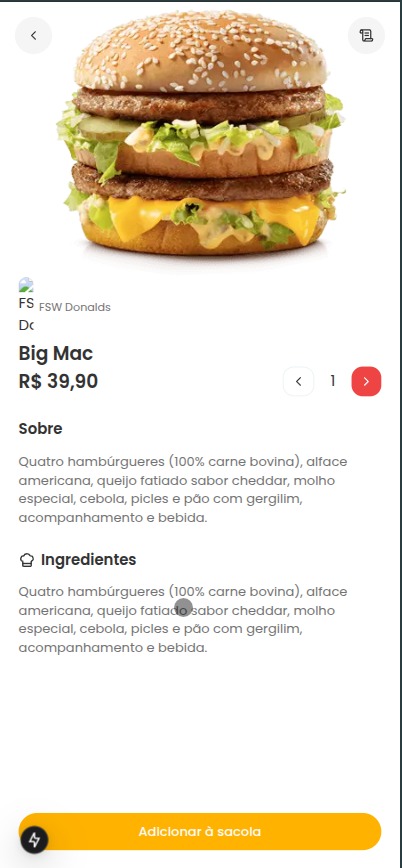 FS
Do
FSW Donalds
Big Mac
R$ 39,90
1
Sobre
Quatro hambúrgueres (100% carne bovina), alface
americana, queijo fatiado sabor cheddar, molho
especial, cebola, picles e pão com gergilim,
acompanhamento e bebida.
Ingredientes
Quatro hambúrgueres (100% carne bovina), alface
americana, queijo fatiado sabor cheddar, molho
especial, cebola, picles e pão com gergilim,
acompanhamento e bebida.
Adicionar à sacola